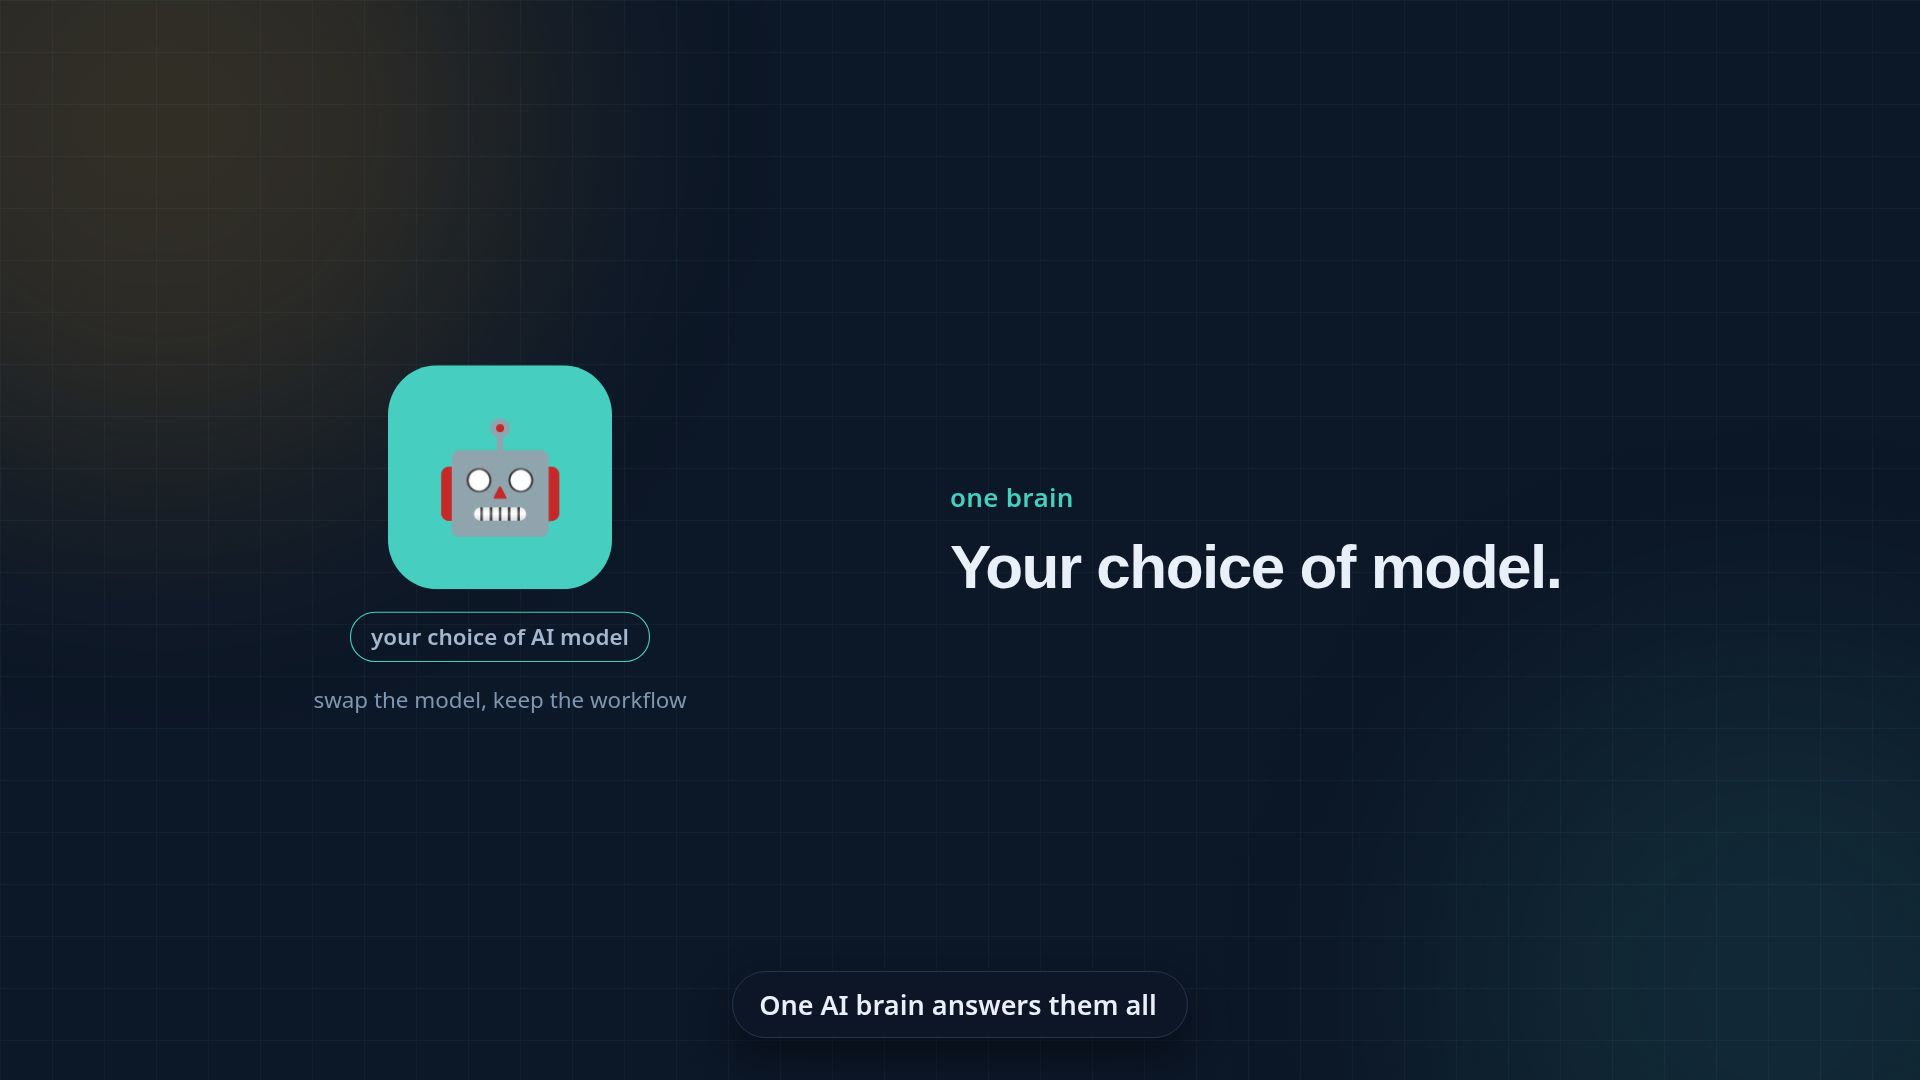 your choice of AI model
swap the model, keep the workflow
one brain
Your choice of model.
One AI brain answers them all